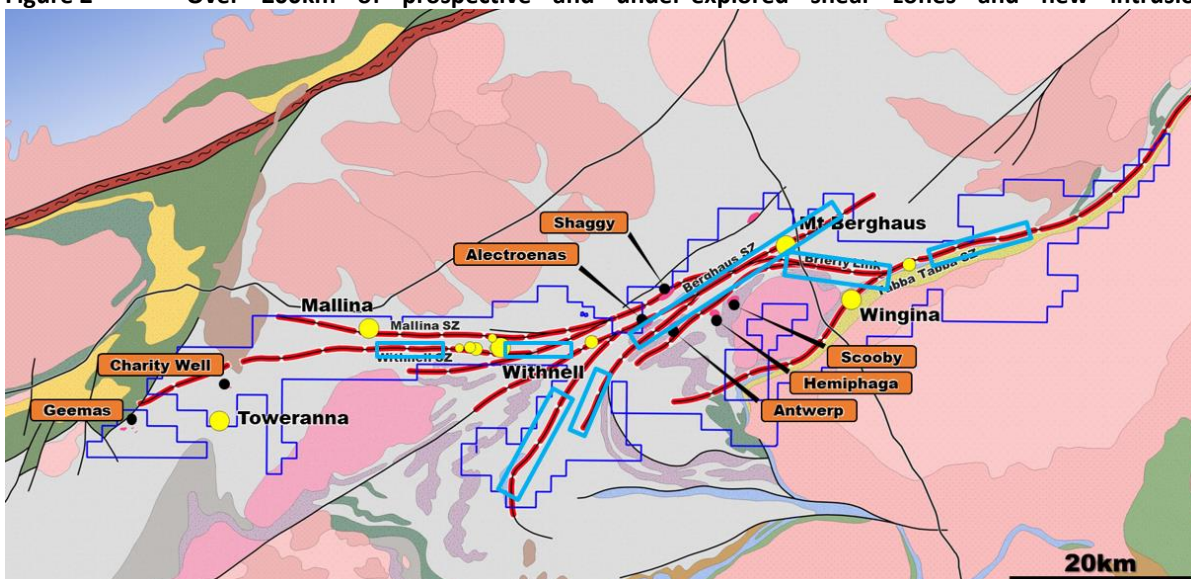 Figure 2 Over 200km of prospective and under-explored shear zones and new intrusio
Shaggy
Mt Berghaus
Alectroenas
Berghaus SZ
Brierly Link
Tabba Tabba SZ
Mallina
Mallina SZ
Wingina
Withnell SZ
Charity Well
Withnell
Scooby
Hemiphaga
Geemas
Toweranna
Antwerp
20km